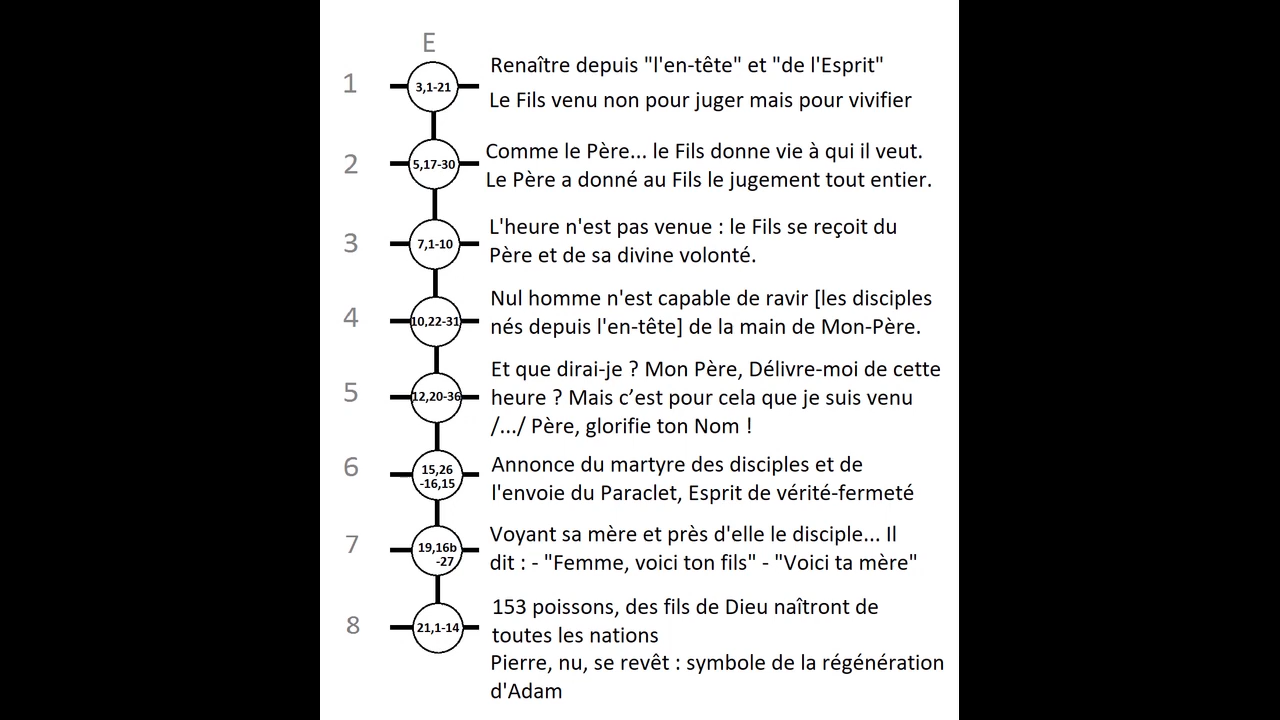 E
1
3,1-21
Renaître depuis "l'en-tête" et "de l'Esprit"
Le Fils venu non pour juger mais pour vivifier
2
5,17-30
Comme le Père... le Fils donne vie à qui il veut.
Le Père a donné au Fils le jugement tout entier.
3
7,1-10
L'heure n'est pas venue : le Fils se reçoit du
Père et de sa divine volonté.
4
10,22-31
Nul homme n'est capable de ravir [les disciples
nés depuis l'en-tête] de la main de Mon-Père.
5
12,20-36
Et que dirai-je ? Mon Père, Délivre-moi de cette
heure ? Mais c’est pour cela que je suis venu
/.../ Père, glorifie ton Nom !
6
15,26
-16,15
Annonce du martyre des disciples et de
l'envoie du Paraclet, Esprit de vérité-fermeté
7
19,16b
-27
Voyant sa mère et près d'elle le disciple... Il
dit : - "Femme, voici ton fils" - "Voici ta mère"
8
21,1-14
153 poissons, des fils de Dieu naîtront de
toutes les nations
Pierre, nu, se revêt : symbole de la régénération
d'Adam